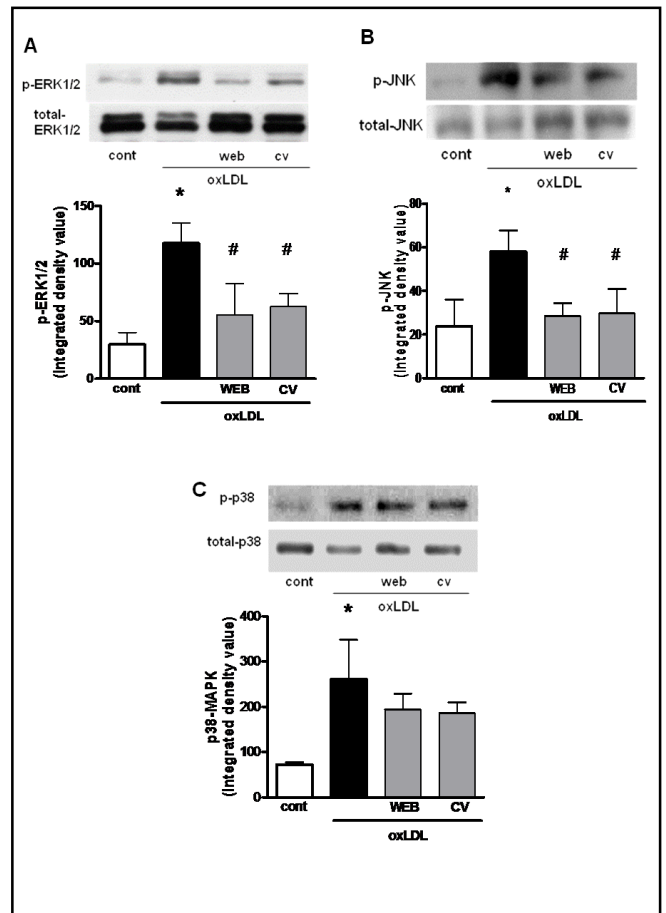 A
p-ERK1/2
total-
ERK1/2
cont web cv
oxLDL
*
150
100
50
0
p-ERK1/2
(Integrated density value)
# #
cont WEB CV
oxLDL
B
p-JNK
total-JNK
cont web cv
oxLDL
*
80
60
40
20
0
p-JNK
(Integrated density value)
# #
cont WEB CV
oxLDL
C
p-p38
total-p38
cont web cv
oxLDL
*
400
300
200
100
0
p38-MAPK
(Integrated density value)
cont WEB CV
oxLDL